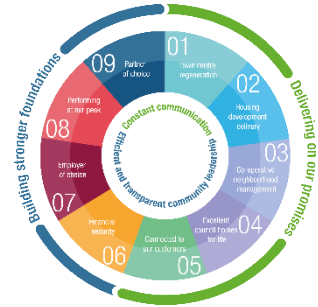 Building stronger foundations
Delivering on our promises
Constant communication
Efficient and transparent community leadership
01
Town centre
regeneration
02
Housing
development
delivery
03
Co-operative
neighbourhood
management
04
Excellent
council homes
for life
05
Connected to
our customers
06
Financial
security
07
Employer
of choice
08
Performing
at our peak
09
Partner
of choice